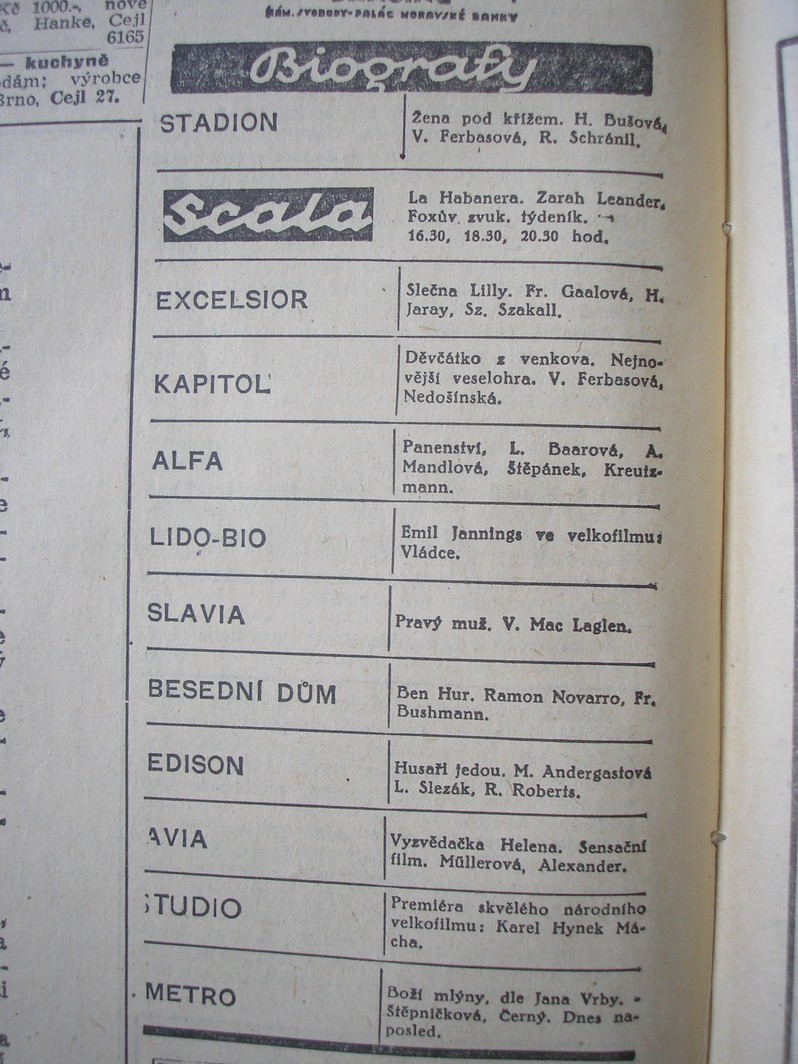 Kč 1000.-, nové
Hanke, Cejl
6165
— kuchyně
dám; výrobce
Brno, Cejl 27.
NÁM. SVOBODY-PALÁC MORAVSKÉ BANKY
Biografy
STADION
Žena pod křížem. H. Bušová,
V. Ferbasová, R. Schránil.
Scala
La Habanera. Zarah Leander.
Foxův zvuk. týdeník. —
16.30, 18.30, 20.30 hod.
EXCELSIOR
Slečna Lilly. Fr. Gaalová, H.
Jaray, Sz. Szakall.
KAPITOL
Děvčátko z venkova. Nejno-
vější veselohra. V. Ferbasová,
Nedošínská.
ALFA
Panenství, L. Baarová, A.
Mandlová, Štěpánek, Kreutz-
mann.
LIDO-BIO
Emil Jannings ve velkofilmu:
Vládce.
SLAVIA
Pravý muž. V. Mac Laglen.
BESEDNÍ DŮM
Ben Hur. Ramon Novarro, Fr.
Bushmann.
EDISON
Husaři jedou. M. Andergastová
L. Slezák, R. Roberts.
AVIA
Vyzvědačka Helena. Sensační
film. Müllerová, Alexander.
STUDIO
Premiéra skvělého národního
velkofilmu: Karel Hynek Má-
cha.
METRO
Boží mlýny, dle Jana Vrby. -
Štěpničková, Černý. Dnes na-
posled.